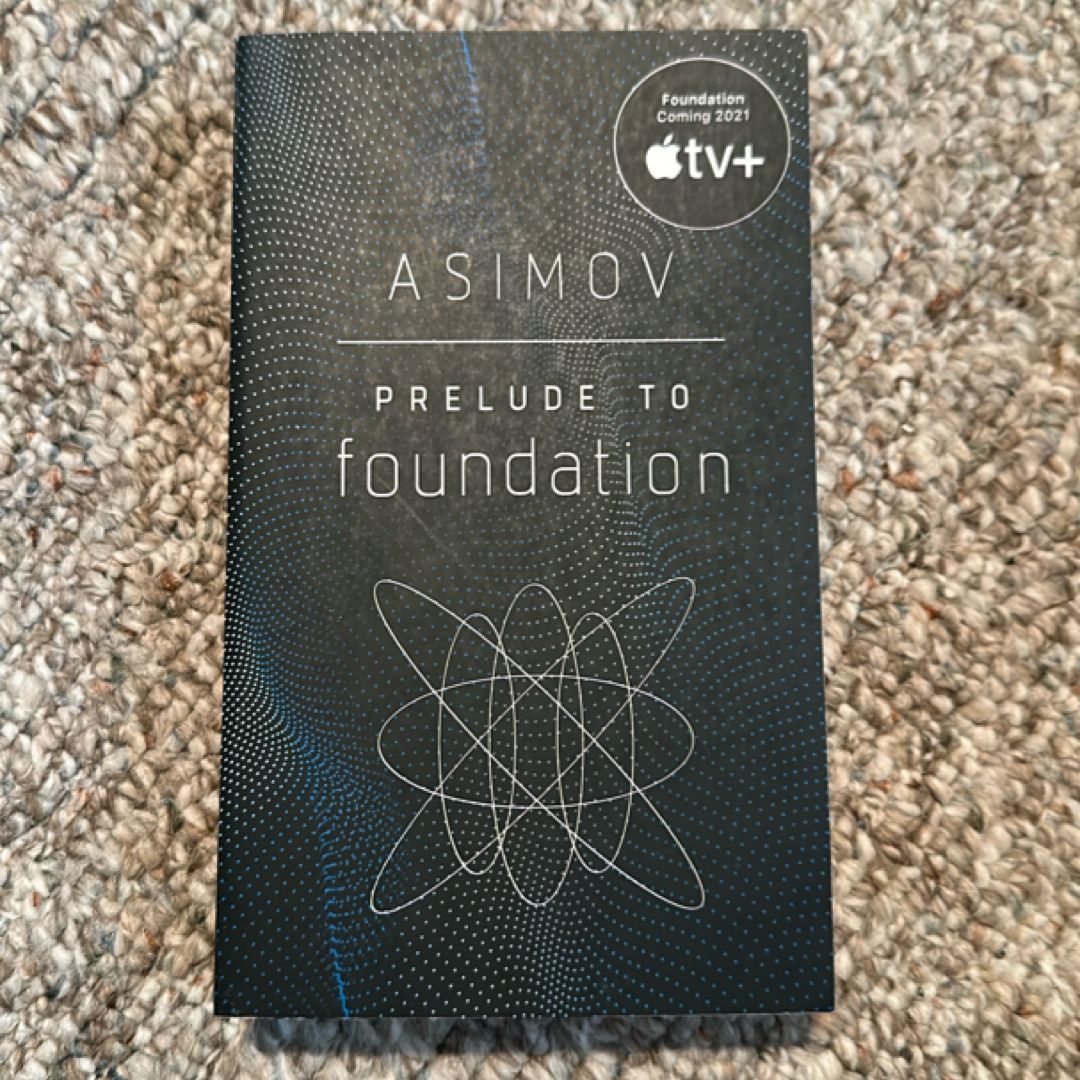 Foundation
Coming 2021
tv+
ASIMOV
PRELUDE TO
foundation